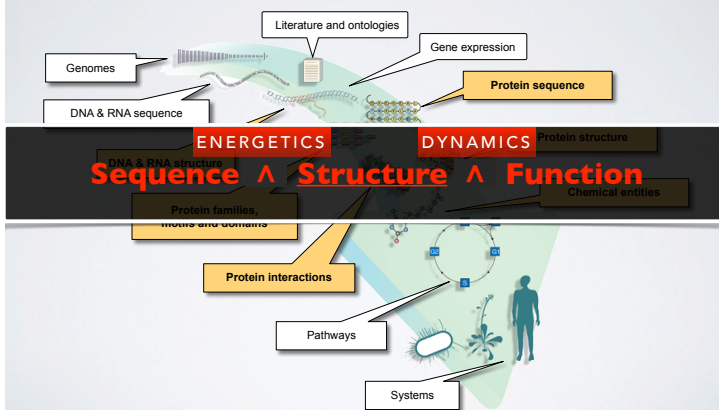 Literature and ontologies
Gene expression
Genomes
Protein sequence
DNA & RNA sequence
ENERGETICS DYNAMICS
Protein structure
DNA & RNA structure
Sequence ∧ Structure ∧ Function
Chemical entities
Protein families,
motifs and domains
G2
G1
S
Protein interactions
Pathways
Systems